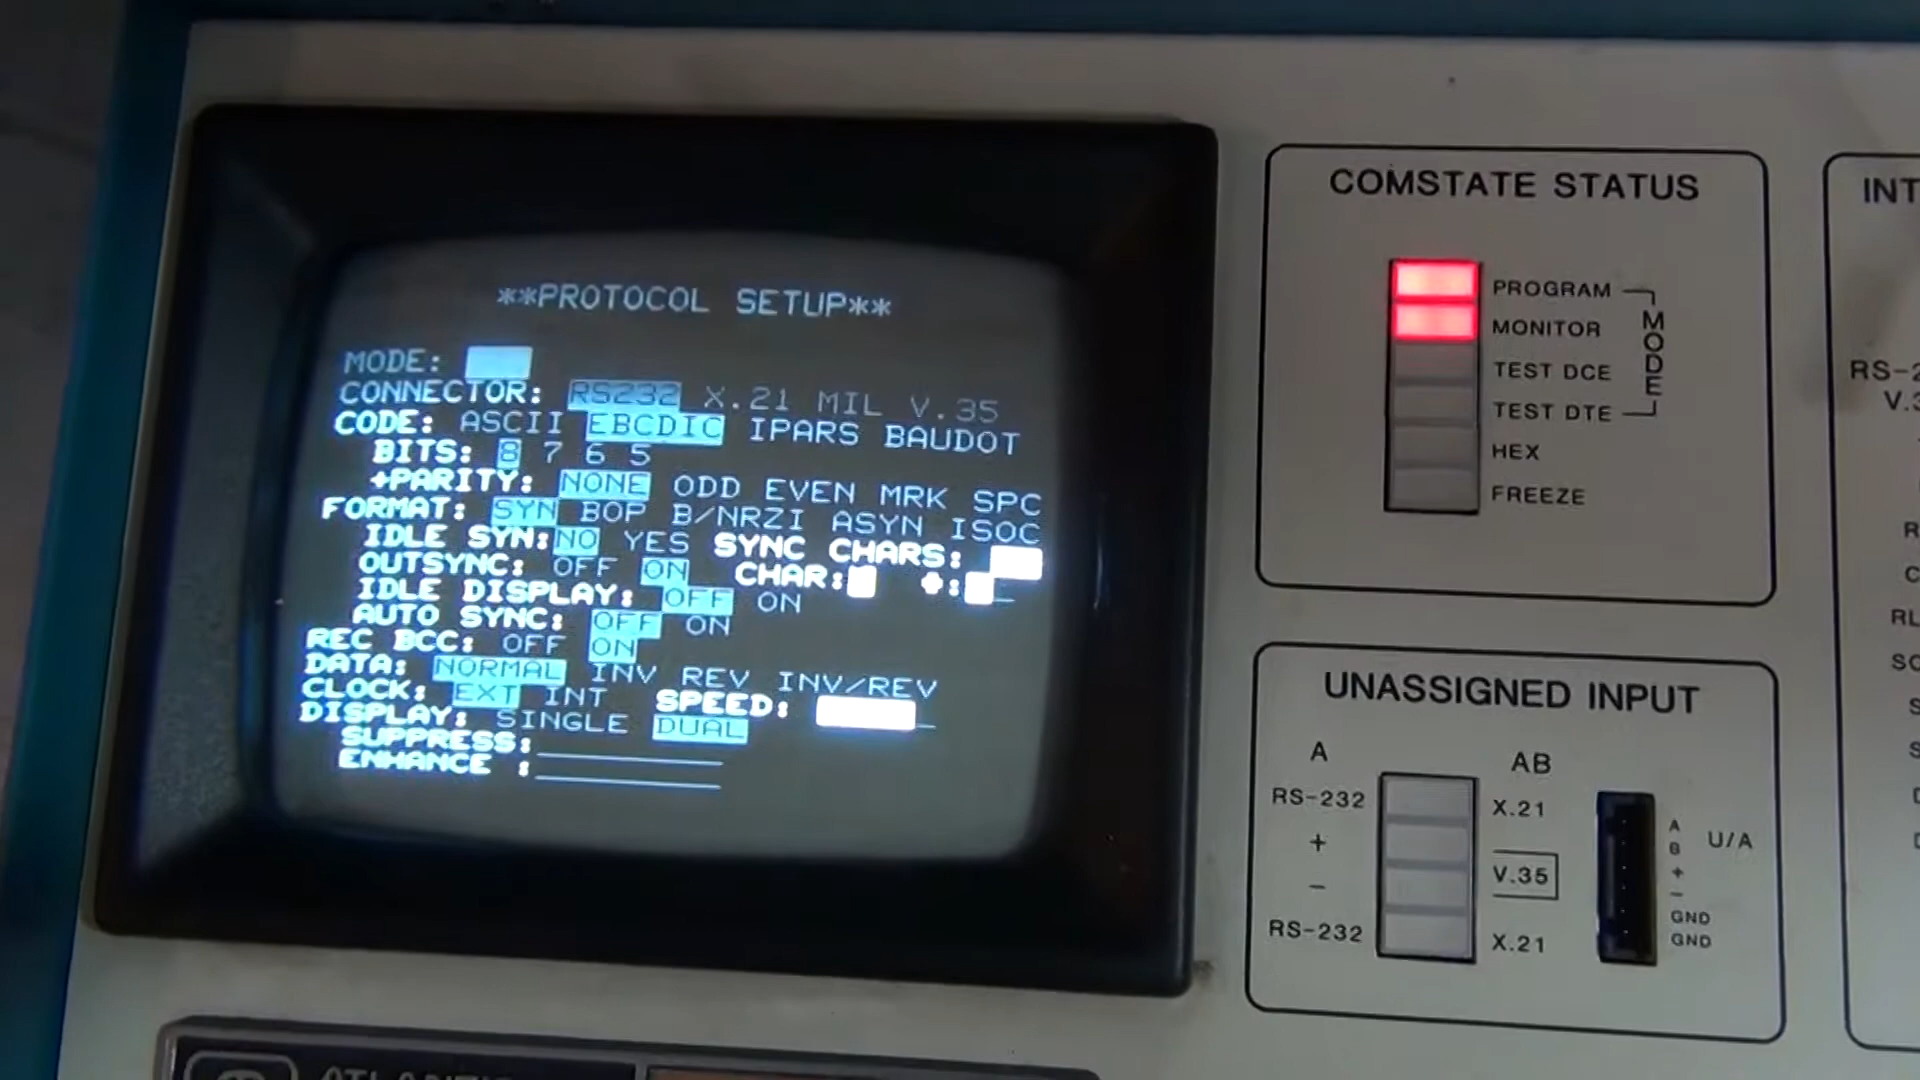 **PROTOCOL SETUP**
MODE:
CONNECTOR: RS232 X.21 MIL V.35
CODE: ASCII EBCDIC IPARS BAUDOT
BITS: 8 7 6 5
+PARITY: NONE ODD EVEN MRK SPC
FORMAT: SYN BOP B/NRZI ASYN ISOC
IDLE SYN: NO YES SYNC CHARS:
OUTSYNC: OFF ON CHAR: +:
IDLE DISPLAY: OFF ON
AUTO SYNC: OFF ON
REC BCC: OFF ON
DATA: NORMAL INV REV INV/REV
CLOCK: EXT INT SPEED:
DISPLAY: SINGLE DUAL
SUPPRESS:
ENHANCE :
COMSTATE STATUS
PROGRAM
MONITOR
TEST DCE
TEST DTE
MODE
HEX
FREEZE
UNASSIGNED INPUT
A AB
RS-232 X.21
+
- V.35
RS-232 X.21
A
B
+
-
GND
GND
U/A